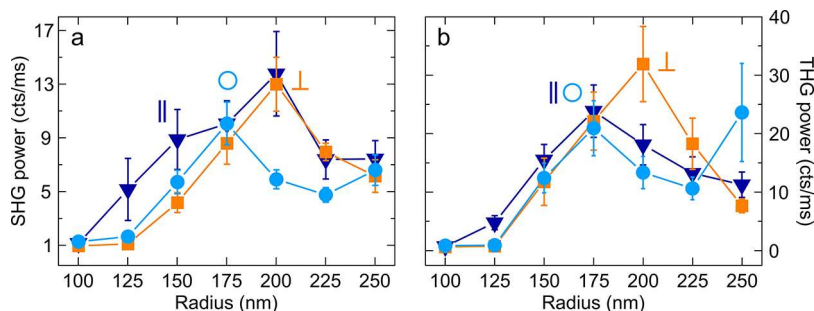 a
SHG power (cts/ms)
17
13
9
5
1
||
⊥
100 125 150 175 200 225 250
Radius (nm)
b
THG power (cts/ms)
40
30
20
10
0
||
⊥
100 125 150 175 200 225 250
Radius (nm)